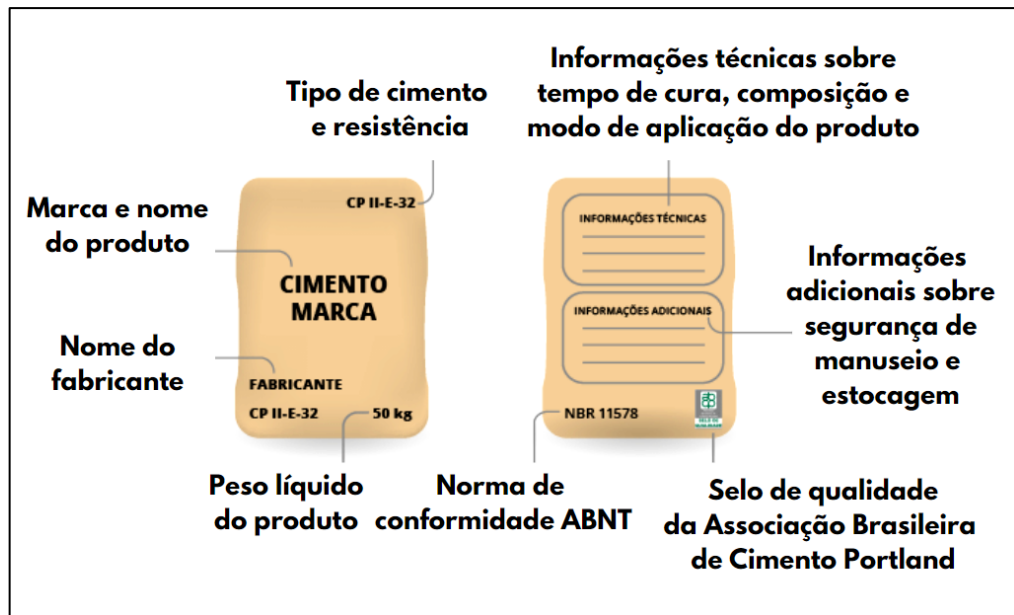 Tipo de cimento
e resistência
Informações técnicas sobre
tempo de cura, composição e
modo de aplicação do produto
Marca e nome
do produto
Nome do
fabricante
CP II-E-32
CIMENTO
MARCA
FABRICANTE
CP II-E-32 50 kg
INFORMAÇÕES TÉCNICAS
INFORMAÇÕES ADICIONAIS
NBR 11578
Informações
adicionais sobre
segurança de
manuseio e
estocagem
Peso líquido
do produto
Norma de
conformidade ABNT
Selo de qualidade
da Associação Brasileira
de Cimento Portland